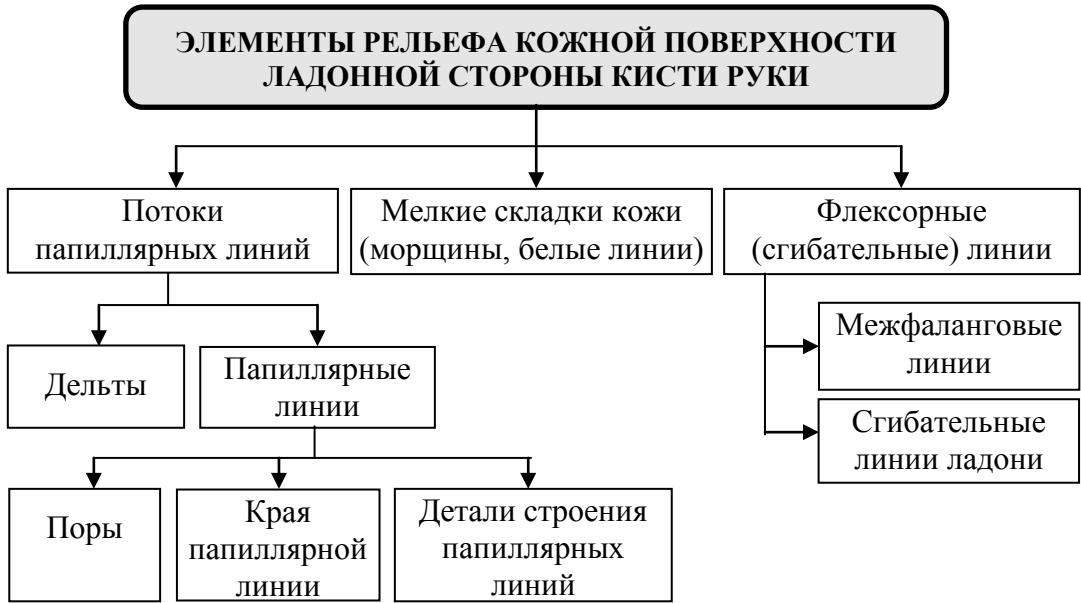 ЭЛЕМЕНТЫ РЕЛЬЕФА КОЖНОЙ ПОВЕРХНОСТИ
ЛАДОННОЙ СТОРОНЫ КИСТИ РУКИ
Потоки
папиллярных линий
Мелкие складки кожи
(морщины, белые линии)
Флексорные
(сгибательные) линии
Дельты
Папиллярные
линии
Межфаланговые
линии
Сгибательные
линии ладони
Поры
Края
папиллярной
линии
Детали строения
папиллярных
линий